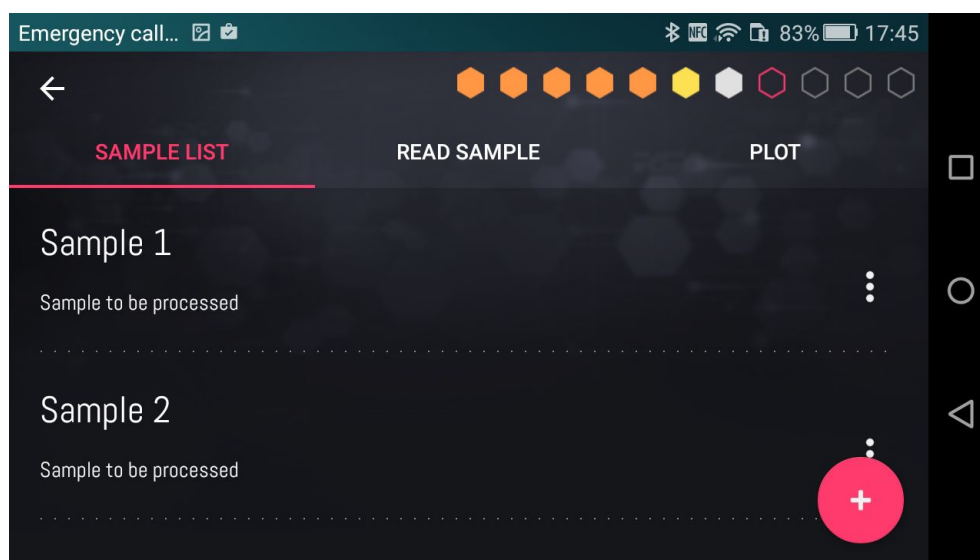 Emergency call... NFC 83% 17:45
SAMPLE LIST READ SAMPLE PLOT
Sample 1
Sample to be processed
Sample 2
Sample to be processed